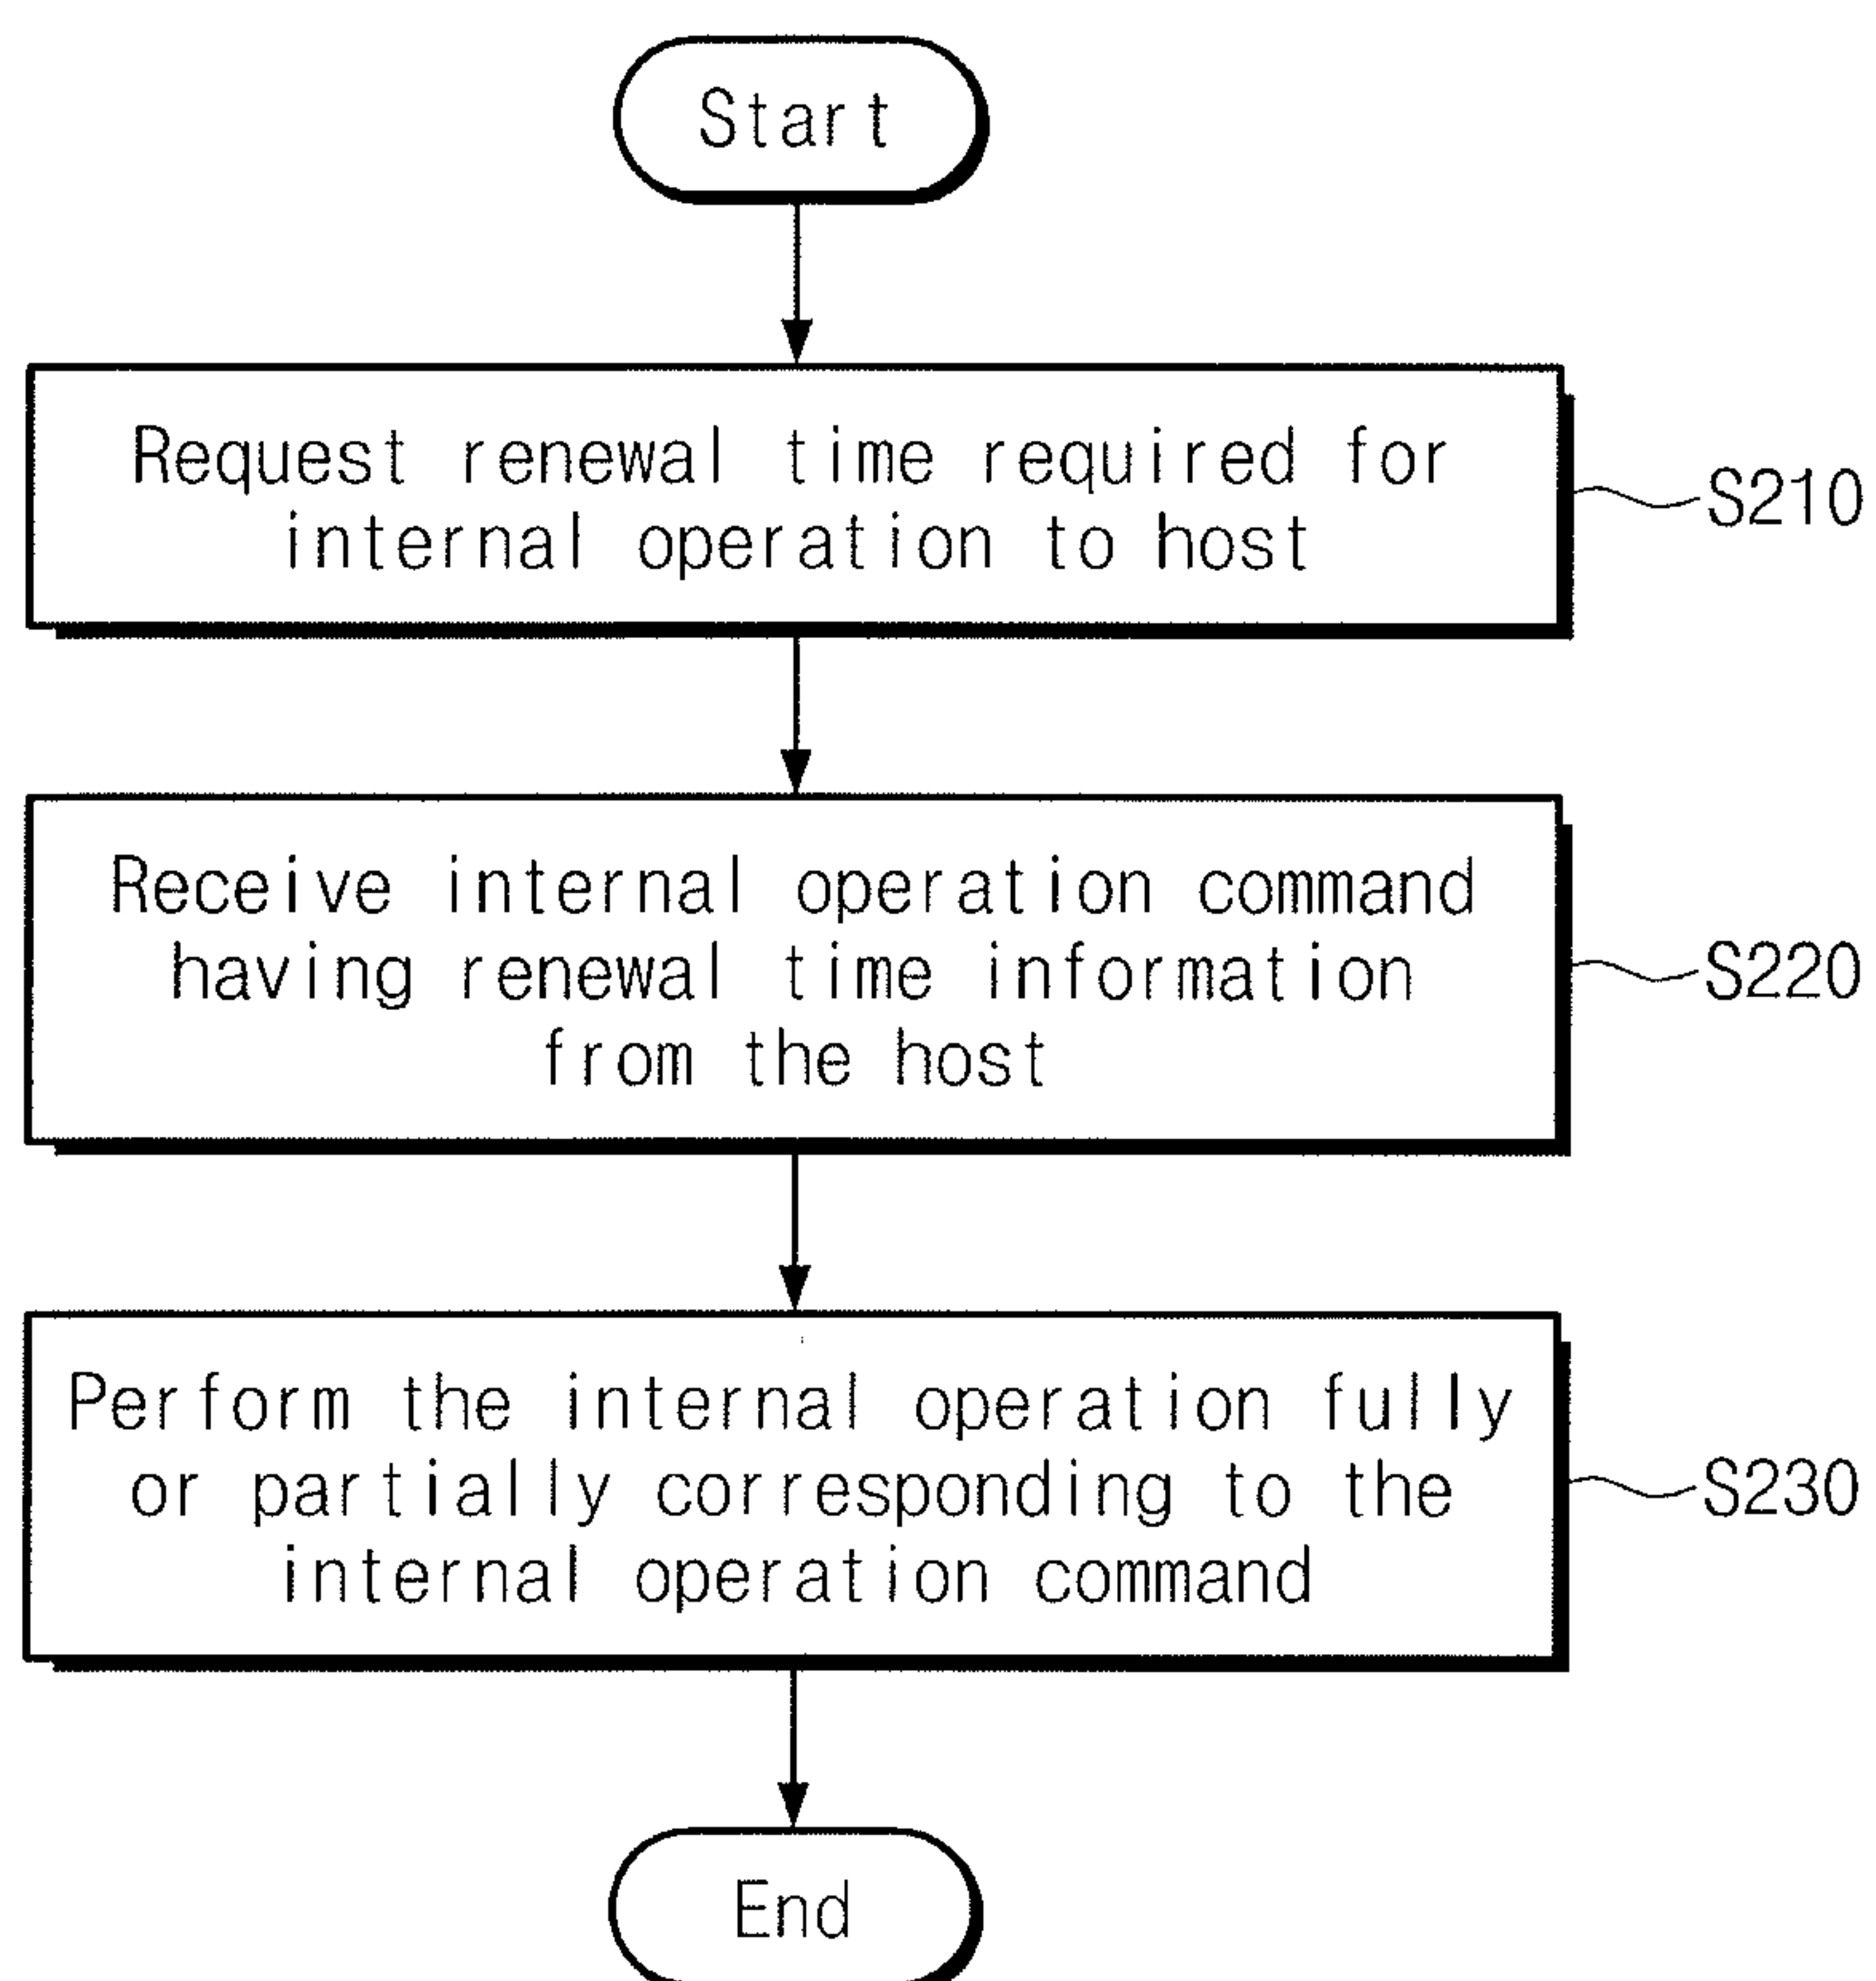 Start
Request renewal time required for
internal operation to host
S210
Receive internal operation command
having renewal time information
from the host
S220
Perform the internal operation fully
or partially corresponding to the
internal operation command
S230
End